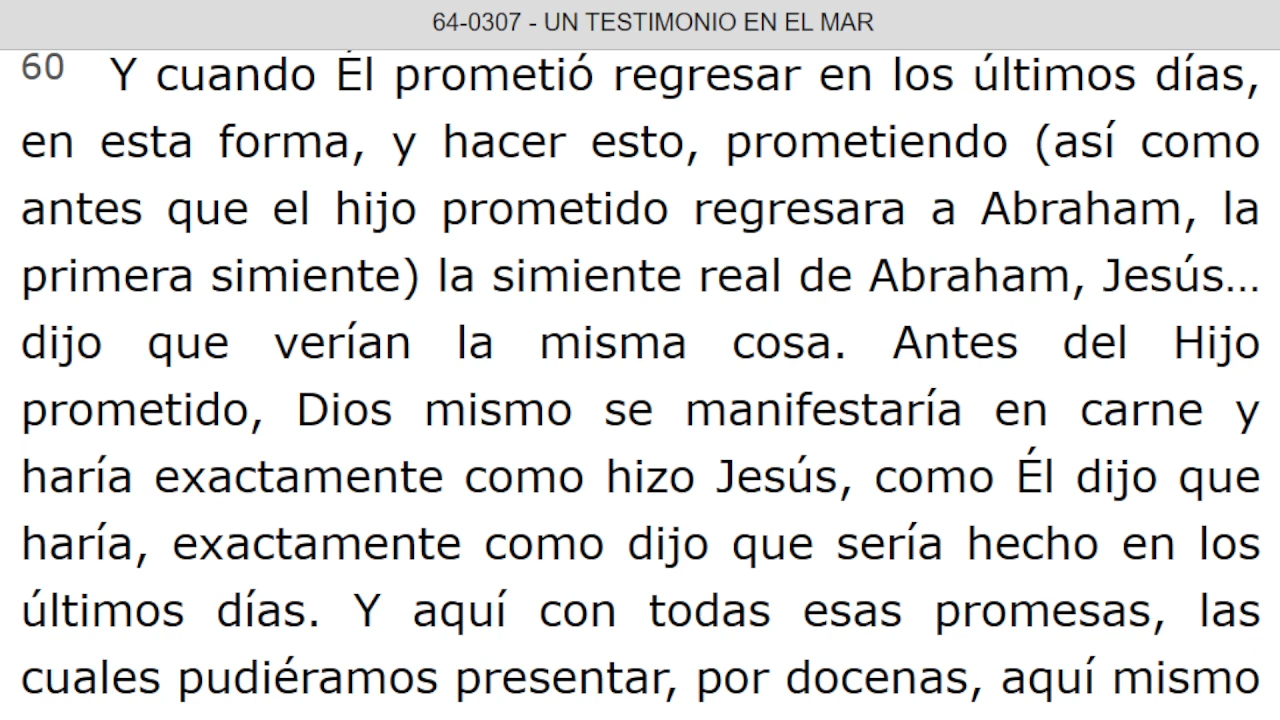 64-0307 - UN TESTIMONIO EN EL MAR
60 Y cuando Él prometió regresar en los últimos días,
en esta forma, y hacer esto, prometiendo (así como
antes que el hijo prometido regresara a Abraham, la
primera simiente) la simiente real de Abraham, Jesús...
dijo que verían la misma cosa. Antes del Hijo
prometido, Dios mismo se manifestaría en carne y
haría exactamente como hizo Jesús, como Él dijo que
haría, exactamente como dijo que sería hecho en los
últimos días. Y aquí con todas esas promesas, las
cuales pudiéramos presentar, por docenas, aquí mismo